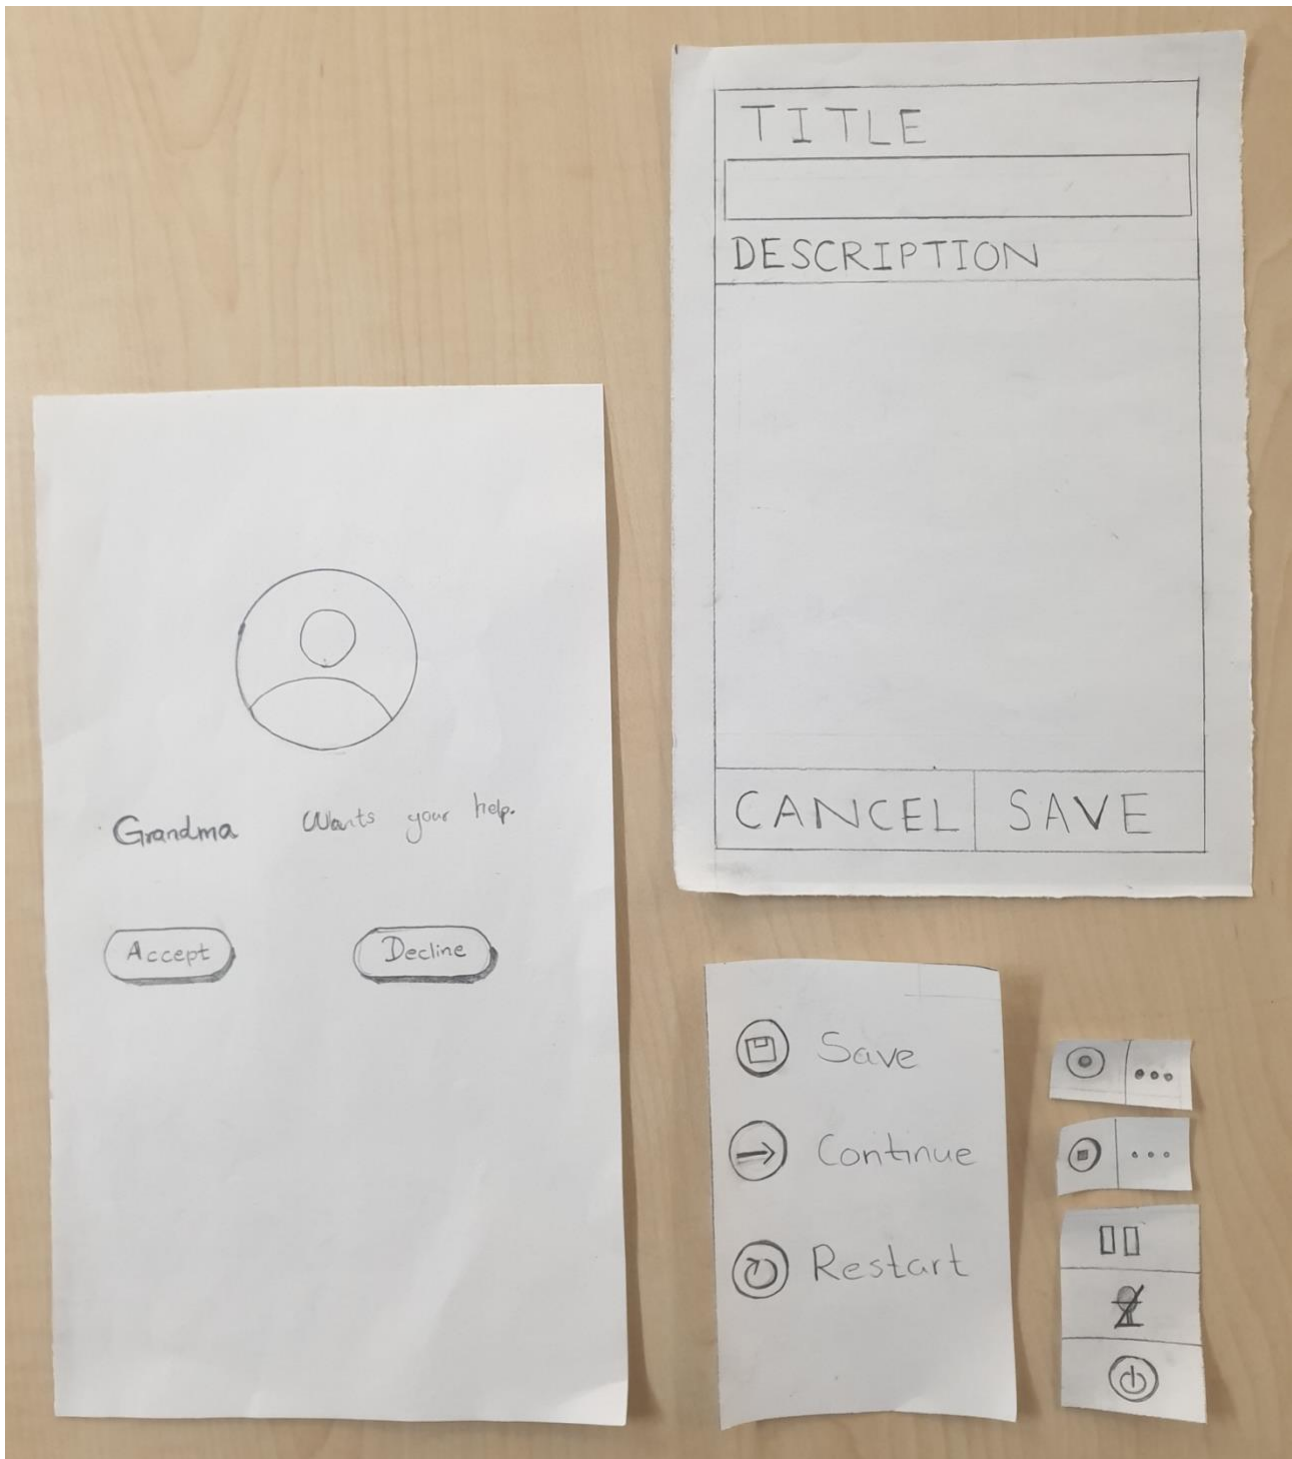 Grandma Wants your help.
Accept Decline
TITLE
DESCRIPTION
CANCEL SAVE
Save
Continue
Restart